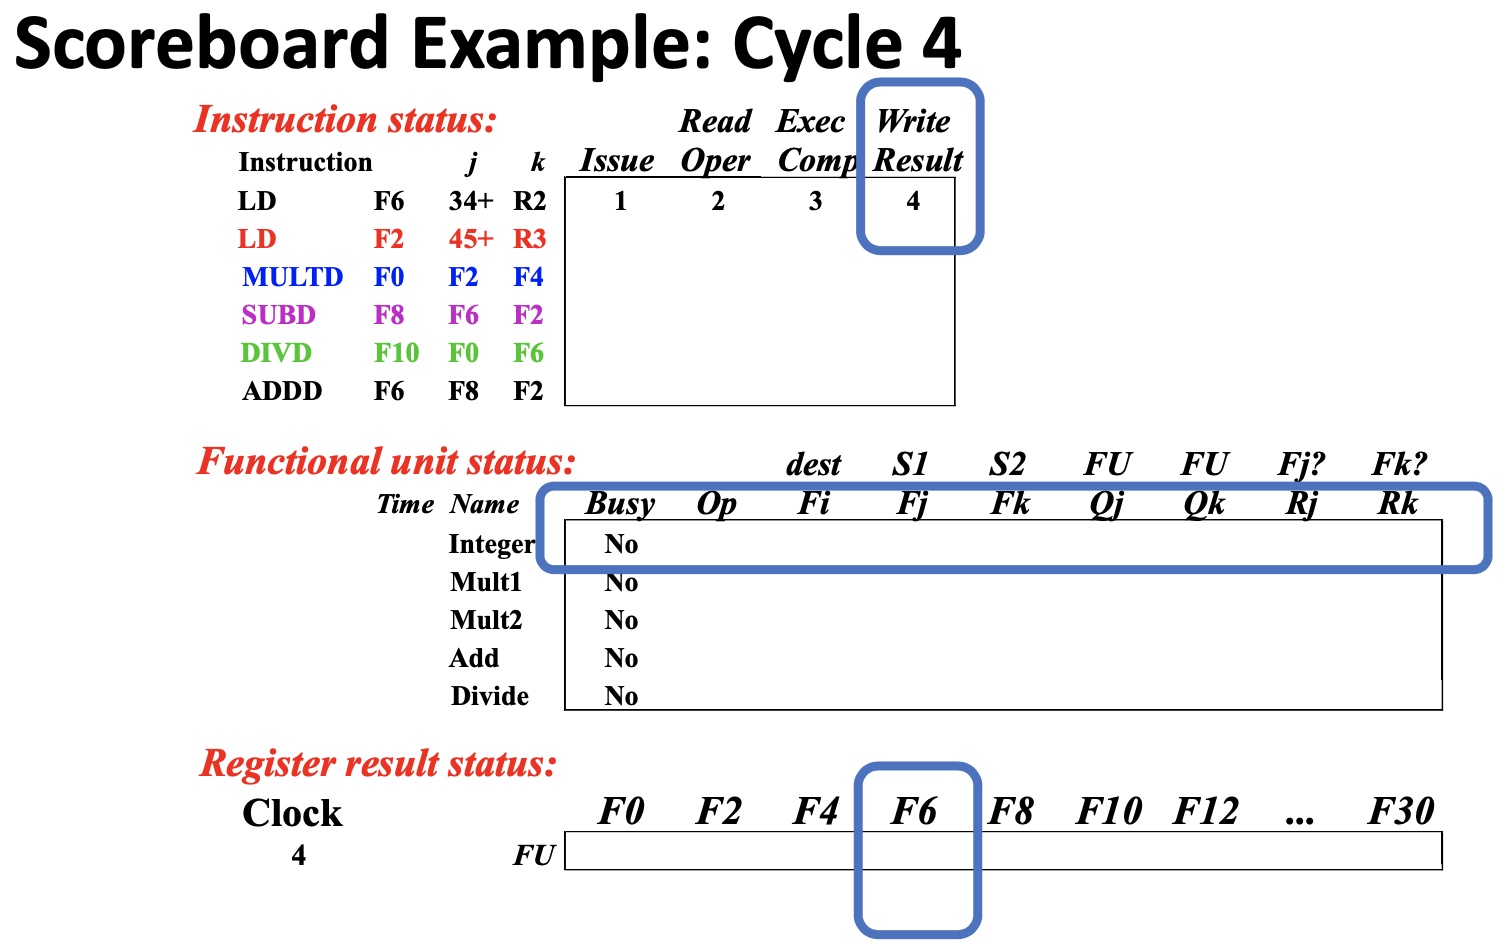 Scoreboard Example: Cycle 4
Instruction status: Read Exec Write
Instruction j k Issue Oper Comp Result
LD F6 34+ R2 1 2 3 4
LD F2 45+ R3
MULTD F0 F2 F4
SUBD F8 F6 F2
DIVD F10 F0 F6
ADDD F6 F8 F2
Functional unit status: dest S1 S2 FU FU Fj? Fk?
Time Name Busy Op Fi Fj Fk Qj Qk Rj Rk
Integer No
Mult1 No
Mult2 No
Add No
Divide No
Register result status:
Clock F0 F2 F4 F6 F8 F10 F12 ... F30
4 FU